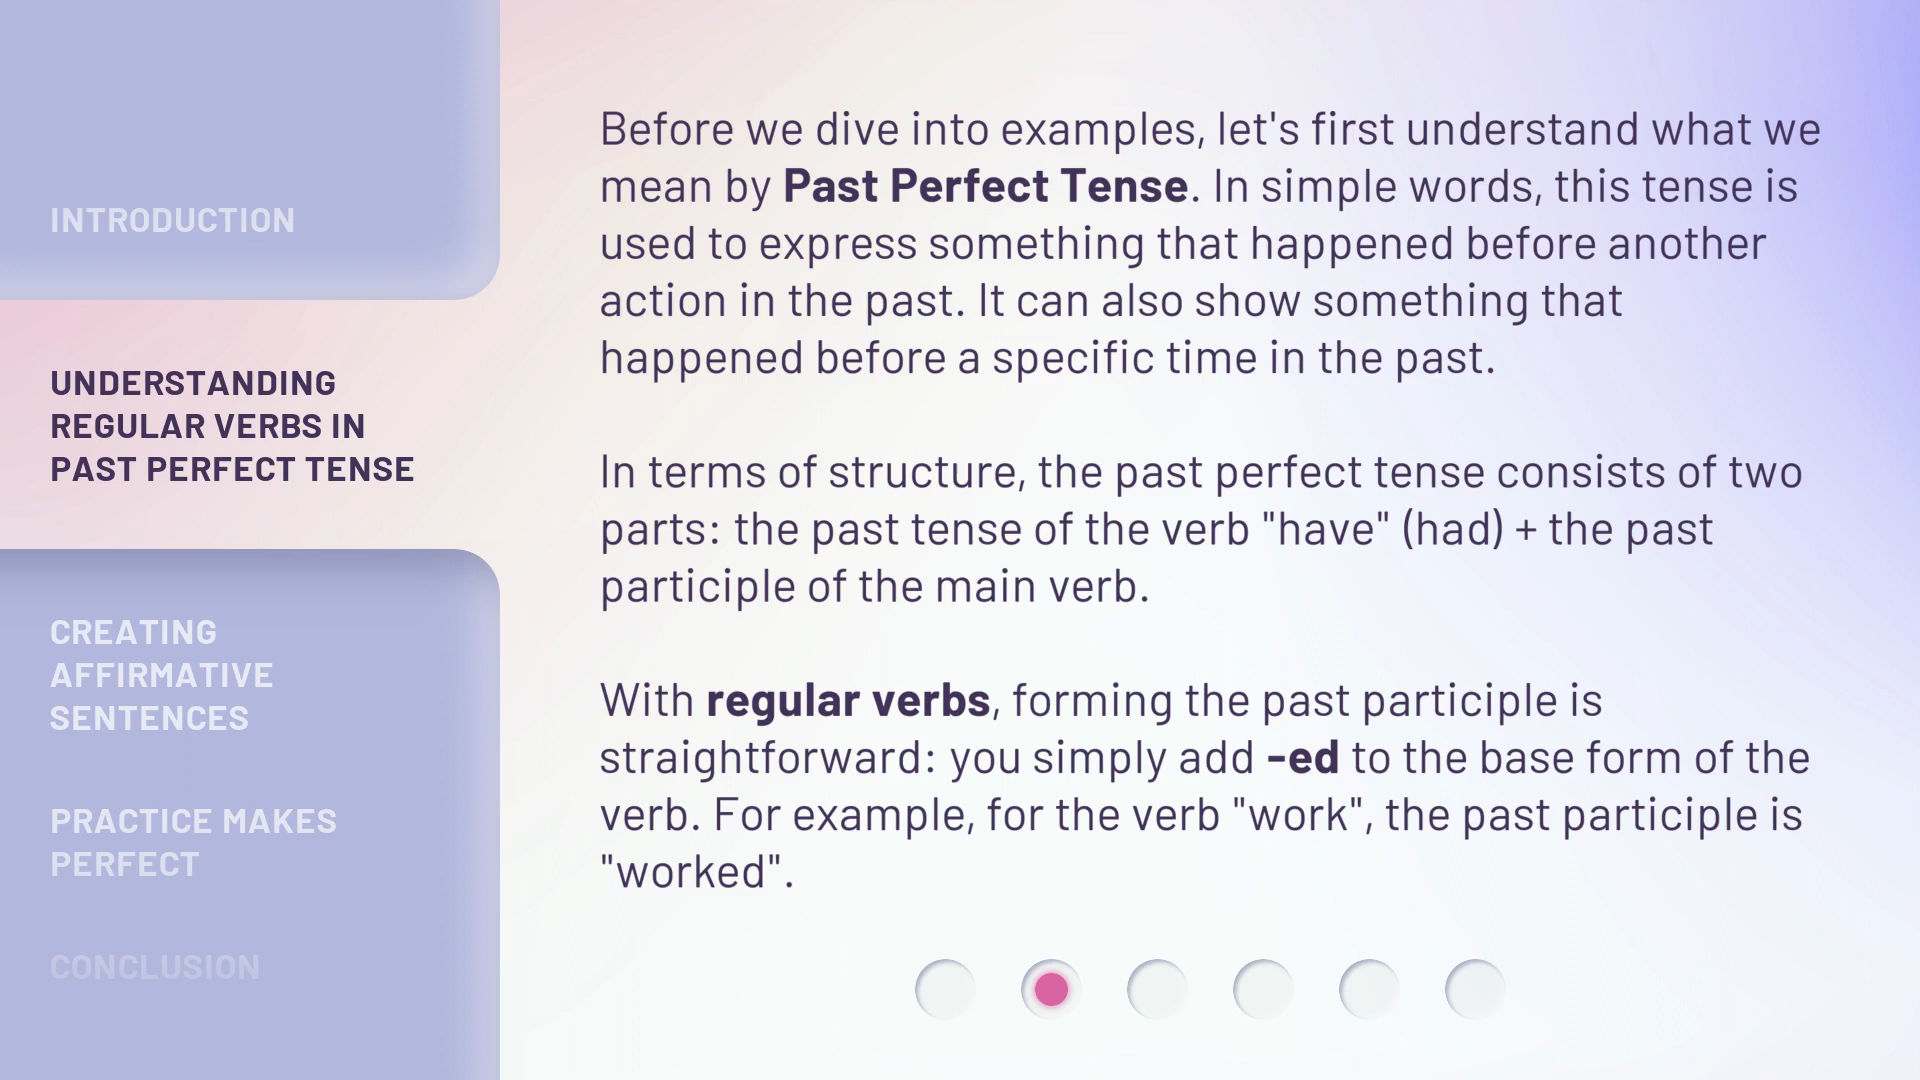 INTRODUCTION
UNDERSTANDING
REGULAR VERBS IN
PAST PERFECT TENSE
CREATING
AFFIRMATIVE
SENTENCES
PRACTICE MAKES
PERFECT
CONCLUSION
Before we dive into examples, let's first understand what we
mean by Past Perfect Tense. In simple words, this tense is
used to express something that happened before another
action in the past. It can also show something that
happened before a specific time in the past.
In terms of structure, the past perfect tense consists of two
parts: the past tense of the verb "have" (had) + the past
participle of the main verb.
With regular verbs, forming the past participle is
straightforward: you simply add -ed to the base form of the
verb. For example, for the verb "work", the past participle is
"worked".